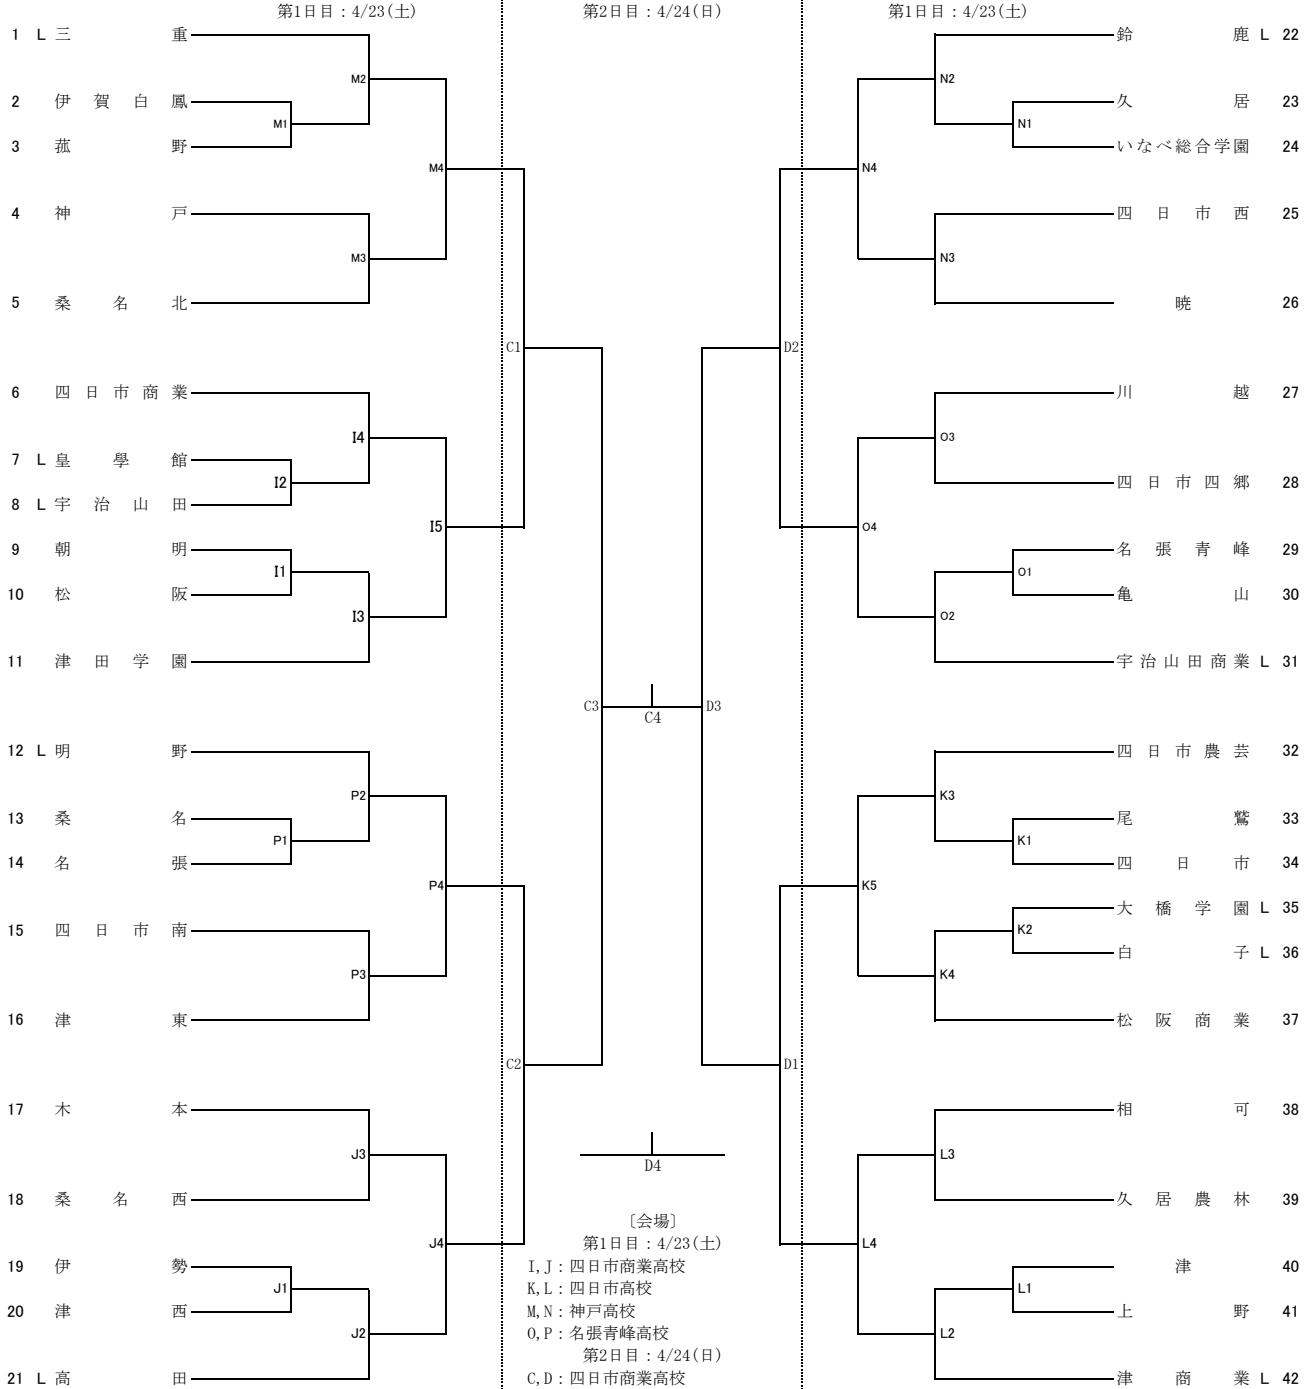 第1日目：4/23(土) 第2日目：4/24(日) 第1日目：4/23(土)
1 L 三重
M2
2 伊賀白鳳
M1
3 菰野
M4
4 神戸
M3
5 桑名北
C1
6 四日市商業
I4
7 L 皇學館
I2
8 L 宇治山田
I5
9 朝明
I1
10 松阪
I3
11 津田学園
C3
12 L 明野
P2
13 桑名
P1
14 名張
P4
15 四日市南
P3
16 津東
C2
17 木本
J3
18 桑名西
J4
19 伊勢
J1
20 津西
J2
21 L 高田
C4
D4
〔会場〕
第1日目：4/23(土)
I,J：四日市商業高校
K,L：四日市高校
M,N：神戸高校
O,P：名張青峰高校
第2日目：4/24(日)
C,D：四日市商業高校
鈴鹿 L 22
N2
久居 23
N1
いなべ総合学園 24
N4
四日市西 25
N3
暁 26
D2
川越 27
O3
四日市四郷 28
O4
名張青峰 29
O1
亀山 30
O2
宇治山田商業 L 31
D3
四日市農芸 32
K3
尾鷲 33
K1
四日市 34
K5
大橋学園 L 35
K2
白子 L 36
K4
松阪商業 37
D1
相可 38
L3
久居農林 39
L4
津 40
L1
上野 41
L2
津商業 L 42